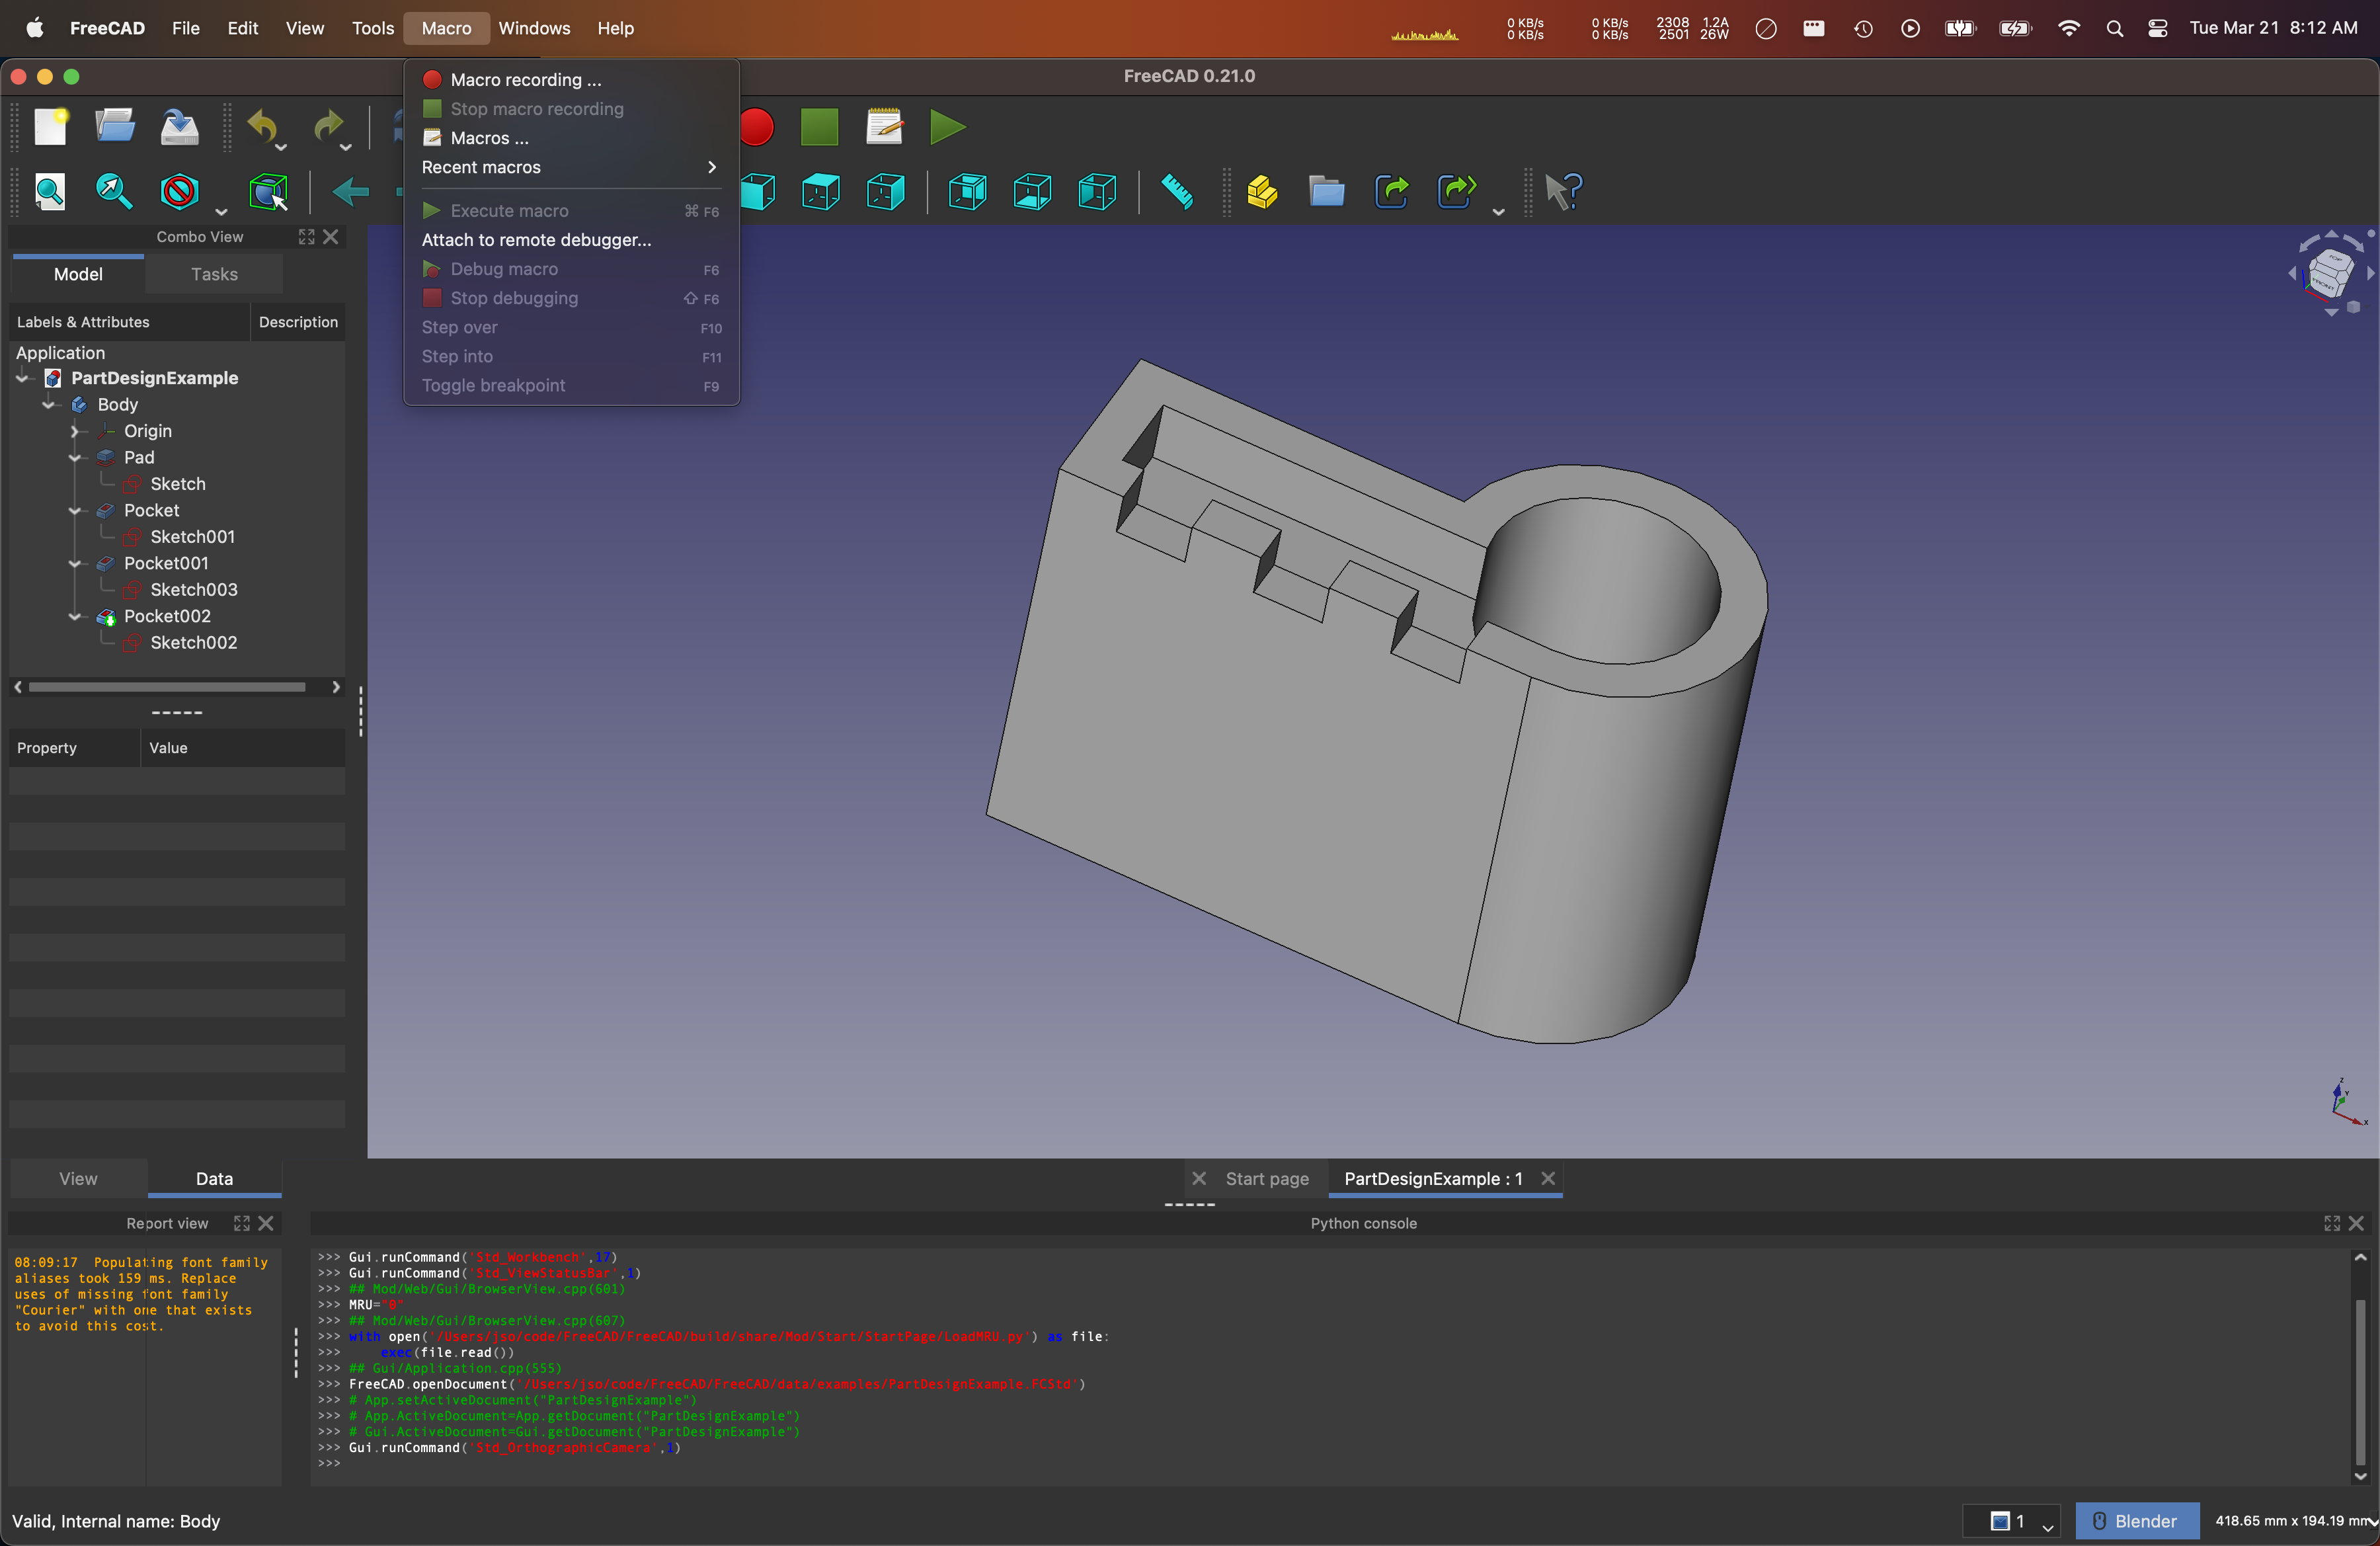 FreeCAD File Edit View Tools Macro Windows Help
0 KB/s 0 KB/s 2308 1.2A
0 KB/s 0 KB/s 2501 26W
Tue Mar 21 8:12 AM
FreeCAD 0.21.0
Macro recording ...
Stop macro recording
Macros ...
Recent macros
Execute macro ⌘ F6
Attach to remote debugger...
Debug macro F6
Stop debugging ⇧ F6
Step over F10
Step into F11
Toggle breakpoint F9
Combo View
Model Tasks
Labels & Attributes Description
Application
PartDesignExample
Body
Origin
Pad
Sketch
Pocket
Sketch001
Pocket001
Sketch003
Pocket002
Sketch002
Property Value
TOP
FRONT
Z
Y
X
View Data
Start page PartDesignExample : 1
Report view
08:09:17 Populating font family
aliases took 159 ms. Replace
uses of missing font family
"Courier" with one that exists
to avoid this cost.
Python console
>>> Gui.runCommand('Std_Workbench',17)
>>> Gui.runCommand('Std_ViewStatusBar',1)
>>> ## Mod/Web/Gui/BrowserView.cpp(601)
>>> MRU="0"
>>> ## Mod/Web/Gui/BrowserView.cpp(607)
>>> with open('/Users/jso/code/FreeCAD/FreeCAD/build/share/Mod/Start/StartPage/LoadMRU.py') as file:
>>>     exec(file.read())
>>> ## Gui/Application.cpp(555)
>>> FreeCAD.openDocument('/Users/jso/code/FreeCAD/FreeCAD/data/examples/PartDesignExample.FCStd')
>>> # App.setActiveDocument("PartDesignExample")
>>> # App.ActiveDocument=App.getDocument("PartDesignExample")
>>> # Gui.ActiveDocument=Gui.getDocument("PartDesignExample")
>>> Gui.runCommand('Std_OrthographicCamera',1)
>>>
Valid, Internal name: Body
1 Blender 418.65 mm x 194.19 mm